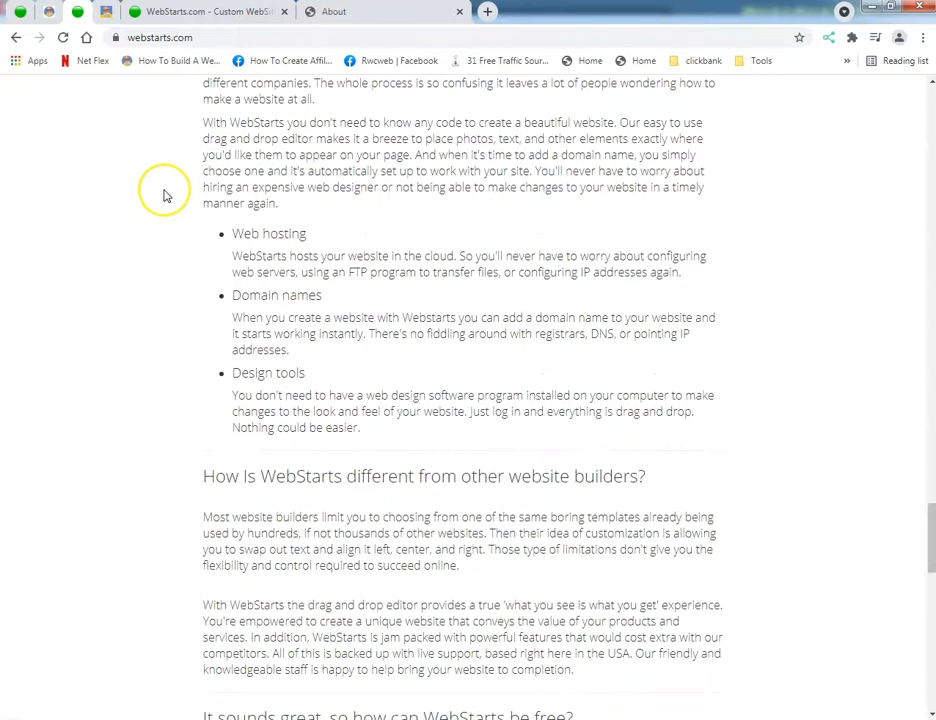 WebStarts.com - Custom WebSit
About
webstarts.com
Apps
Net Flex
How To Build A We...
How To Create Affil...
Rwcweb | Facebook
31 Free Traffic Sour...
Home
Home
clickbank
Tools
»
Reading list
different companies. The whole process is so confusing it leaves a lot of people wondering how to
make a website at all.
With WebStarts you don't need to know any code to create a beautiful website. Our easy to use
drag and drop editor makes it a breeze to place photos, text, and other elements exactly where
you'd like them to appear on your page. And when it's time to add a domain name, you simply
choose one and it's automatically set up to work with your site. You'll never have to worry about
hiring an expensive web designer or not being able to make changes to your website in a timely
manner again.
• Web hosting
WebStarts hosts your website in the cloud. So you'll never have to worry about configuring
web servers, using an FTP program to transfer files, or configuring IP addresses again.
• Domain names
When you create a website with Webstarts you can add a domain name to your website and
it starts working instantly. There's no fiddling around with registrars, DNS, or pointing IP
addresses.
• Design tools
You don't need to have a web design software program installed on your computer to make
changes to the look and feel of your website. Just log in and everything is drag and drop.
Nothing could be easier.
How Is WebStarts different from other website builders?
Most website builders limit you to choosing from one of the same boring templates already being
used by hundreds, if not thousands of other websites. Then their idea of customization is allowing
you to swap out text and align it left, center, and right. Those type of limitations don't give you the
flexibility and control required to succeed online.
With WebStarts the drag and drop editor provides a true 'what you see is what you get' experience.
You're empowered to create a unique website that conveys the value of your products and
services. In addition, WebStarts is jam packed with powerful features that would cost extra with our
competitors. All of this is backed up with live support, based right here in the USA. Our friendly and
knowledgeable staff is happy to help bring your website to completion.
It sounds great, so how can WebStarts be free?